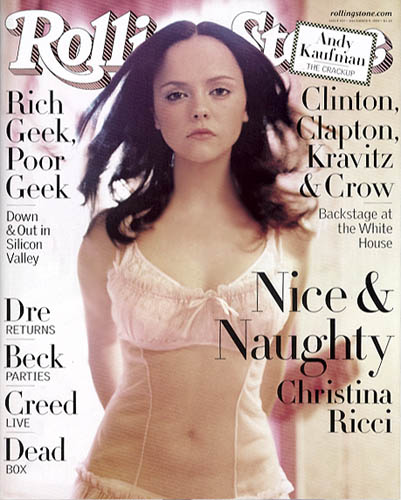 rollingstone.com
Rolling Stone
Andy
Kaufman
THE CRACKUP
Rich
Geek,
Poor
Geek
Down
& Out in
Silicon
Valley
Clinton,
Clapton,
Kravitz
& Crow
Backstage at
the White
House
Nice &
Naughty
Christina
Ricci
Dre
RETURNS
Beck
PARTIES
Creed
LIVE
Dead
BOX